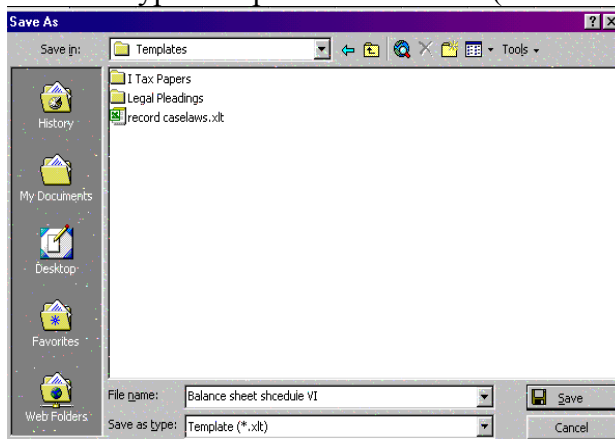 Save As
Save in: Templates Tools
I Tax Papers
Legal Pleadings
record caselaws.xlt
History
My Documents
Desktop
Favorites
Web Folders
File name: Balance sheet shcedule VI Save
Save as type: Template (*.xlt) Cancel